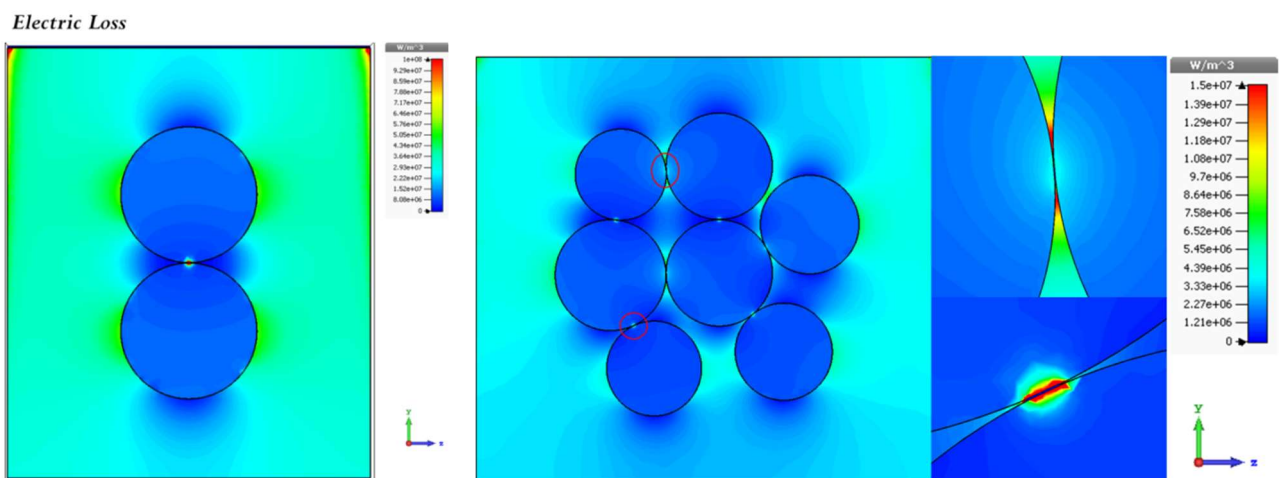 Electric Loss
W/m^3
1e+08
9.29e+07
8.59e+07
7.88e+07
7.17e+07
6.46e+07
5.76e+07
5.05e+07
4.34e+07
3.64e+07
2.93e+07
2.22e+07
1.52e+07
8.08e+06
0
y
z
W/m^3
1.5e+07
1.39e+07
1.29e+07
1.18e+07
1.08e+07
9.7e+06
8.64e+06
7.58e+06
6.52e+06
5.45e+06
4.39e+06
3.33e+06
2.27e+06
1.21e+06
0
Y
z